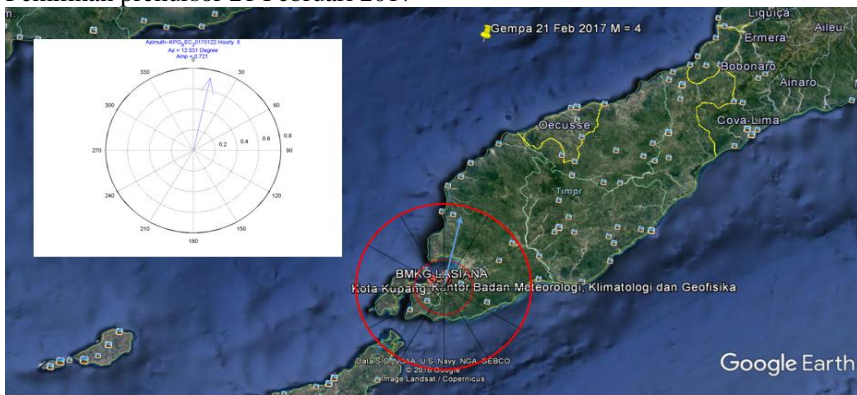 Azimuth-KPG_EC_0170122 Hourly 8
Az = 12.031 Degree
Amp = 0.721
0
330
30
300
60
0.8
0.6
0.4
0.2
270
90
240
120
210
150
180
Gempa 21 Feb 2017 M = 4
Liquiça
Aileu
Ermera
Bobonaro
Ainaro
Cova-Lima
Oecusse
Timor
BMKG LASIANA
Kota Kupang
Kantor Badan Meteorologi, Klimatologi dan Geofisika
Data SIO, NOAA, U.S. Navy, NGA, GEBCO
© 2016 Google
Image Landsat / Copernicus
Google Earth